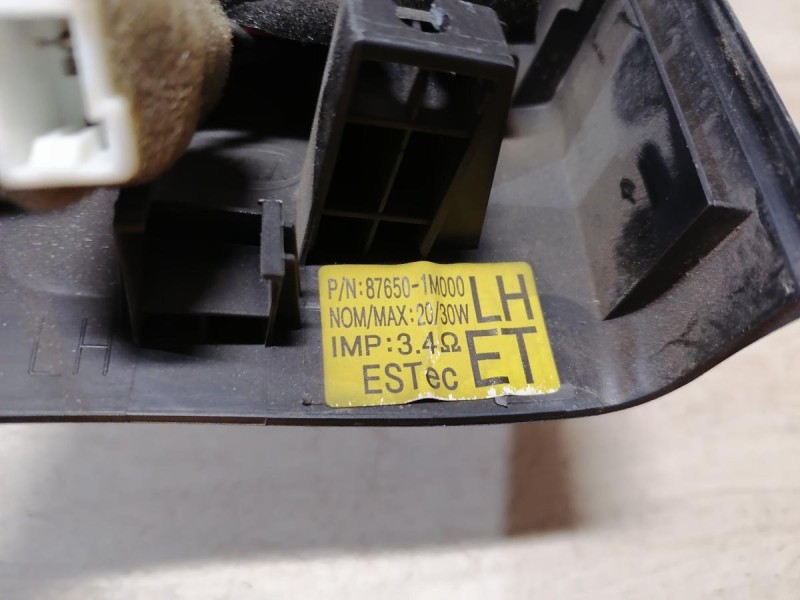 P/N:87650-1M000
NOM/MAX:20/30W
IMP:3.4Ω
ESTec
LH
ET
LH